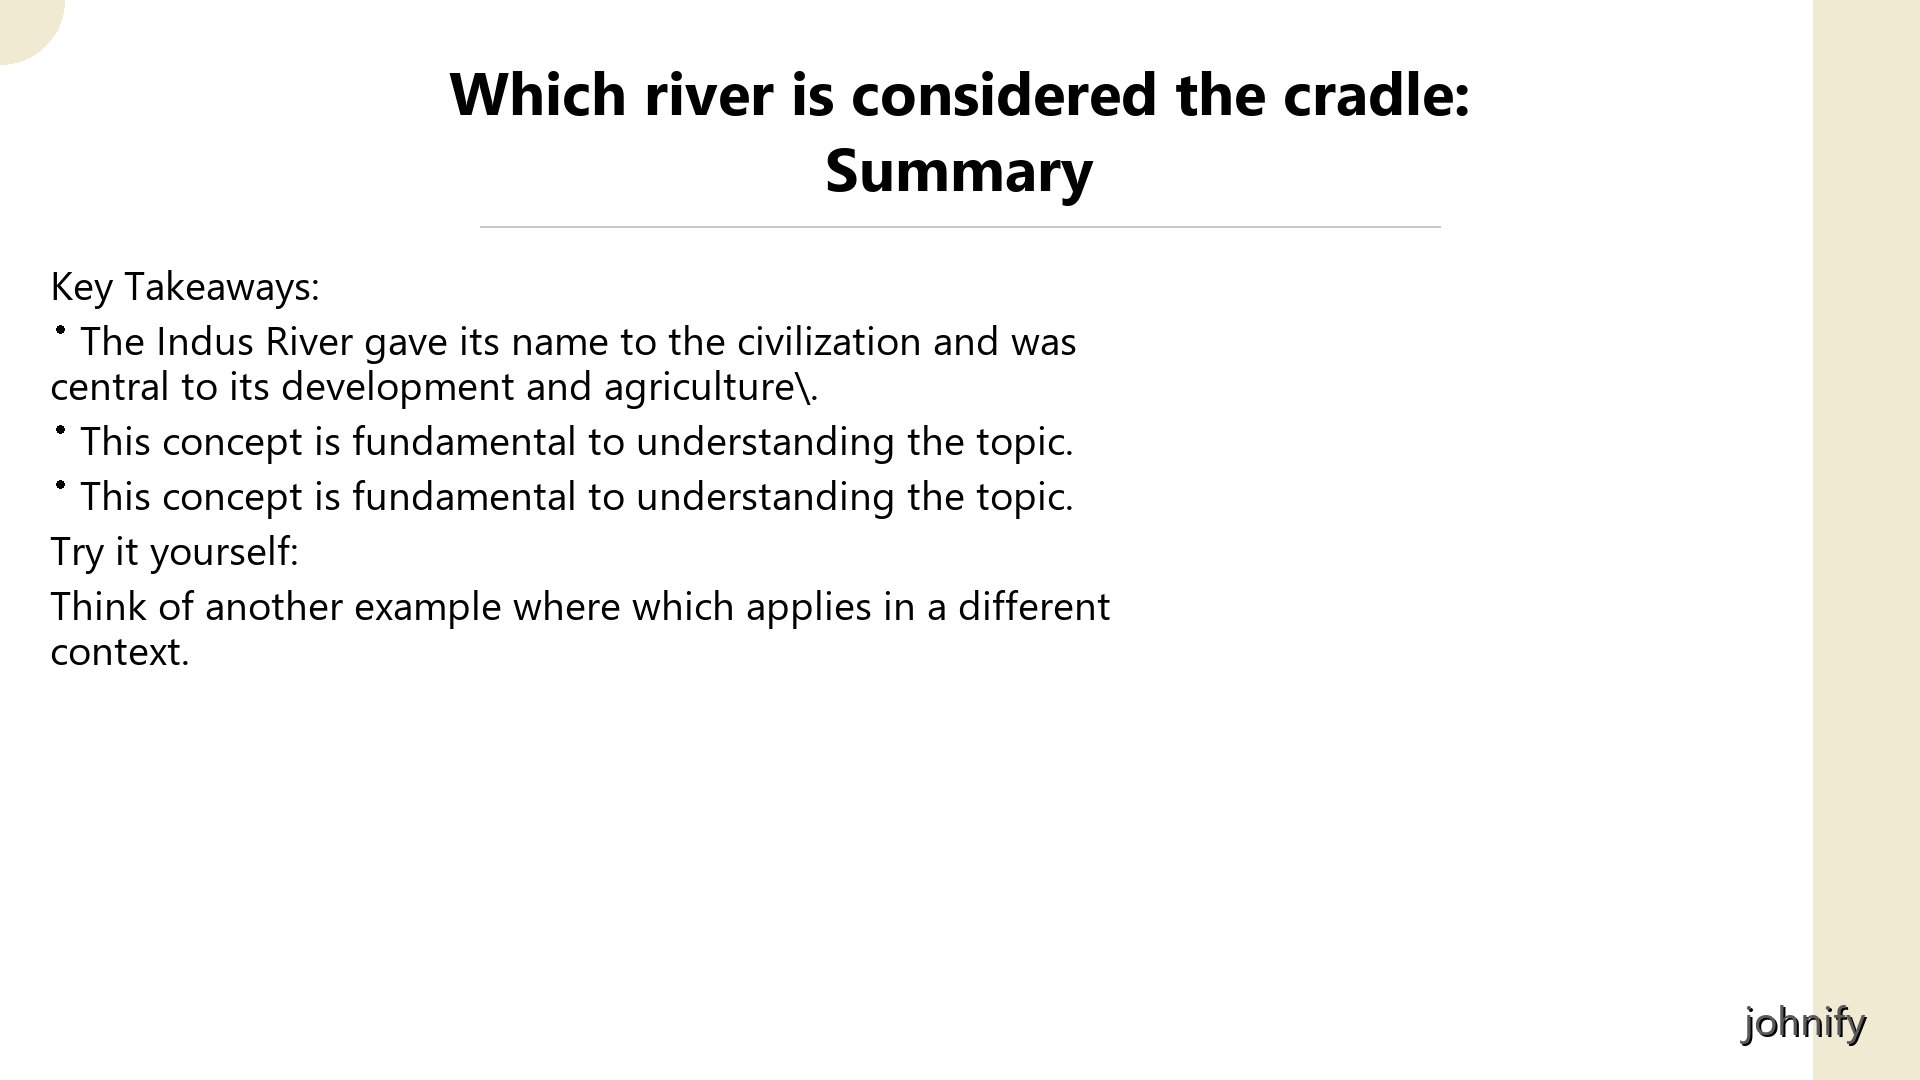 Which river is considered the cradle:
Summary
Key Takeaways:
• The Indus River gave its name to the civilization and was
central to its development and agriculture\.
• This concept is fundamental to understanding the topic.
• This concept is fundamental to understanding the topic.
Try it yourself:
Think of another example where which applies in a different
context.
johnify